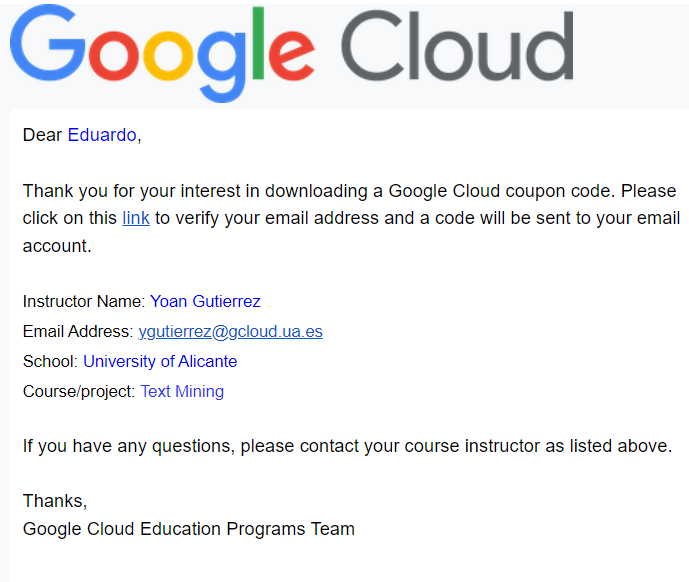 Google Cloud
Dear Eduardo,
Thank you for your interest in downloading a Google Cloud coupon code. Please
click on this link to verify your email address and a code will be sent to your email
account.
Instructor Name: Yoan Gutierrez
Email Address: ygutierrez@gcloud.ua.es
School: University of Alicante
Course/project: Text Mining
If you have any questions, please contact your course instructor as listed above.
Thanks,
Google Cloud Education Programs Team